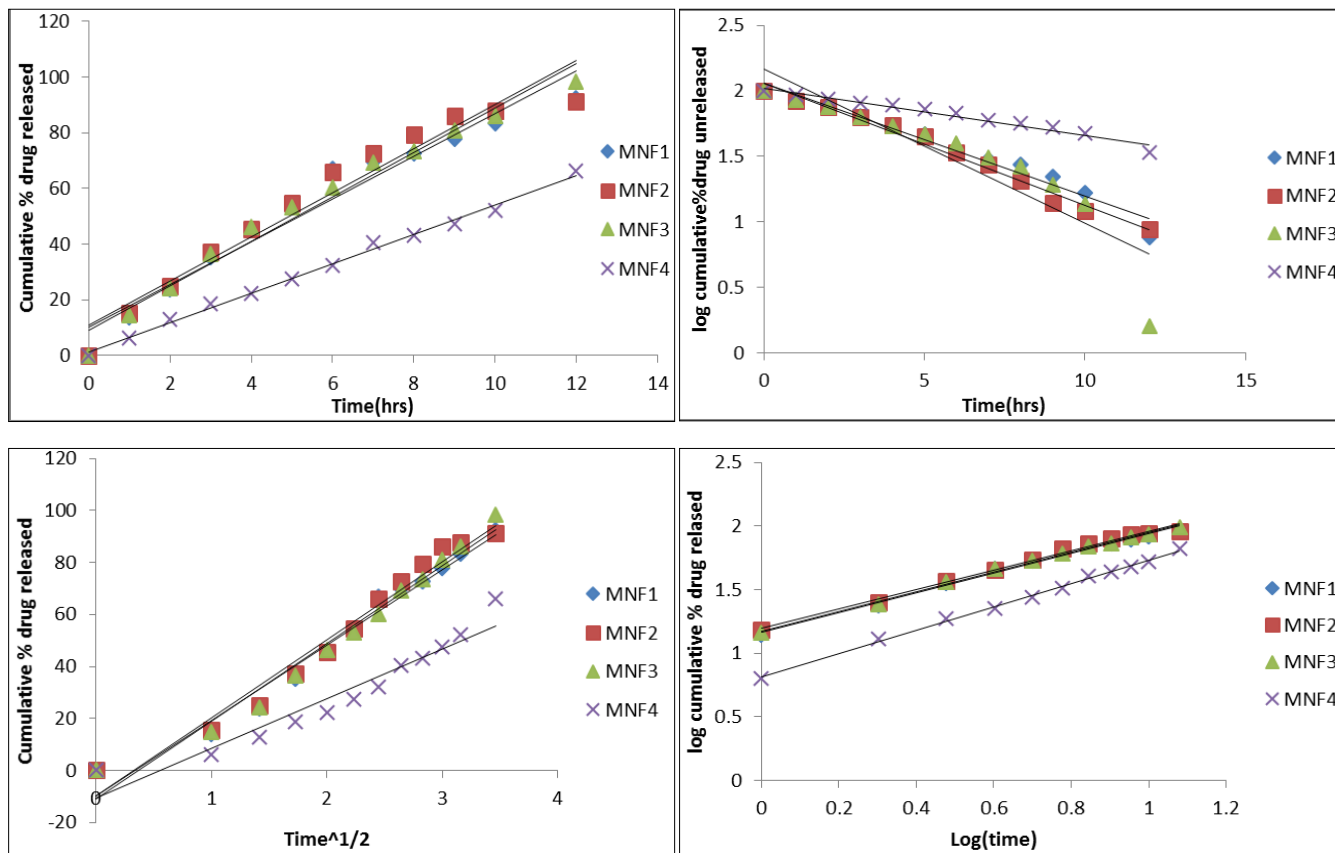 Cumulative % drug released
120
100
80
60
40
20
0
0 2 4 6 8 10 12 14
Time(hrs)
MNF1
MNF2
MNF3
MNF4
log cumulative%drug unreleased
2.5
2
1.5
1
0.5
0
0 5 10 15
Time(hrs)
MNF1
MNF2
MNF3
MNF4
Cumulative % drug released
120
100
80
60
40
20
0
-20
0 1 2 3 4
Time^1/2
MNF1
MNF2
MNF3
MNF4
log cumulative % drug released
2.5
2
1.5
1
0.5
0
0 0.2 0.4 0.6 0.8 1 1.2
Log(time)
MNF1
MNF2
MNF3
MNF4